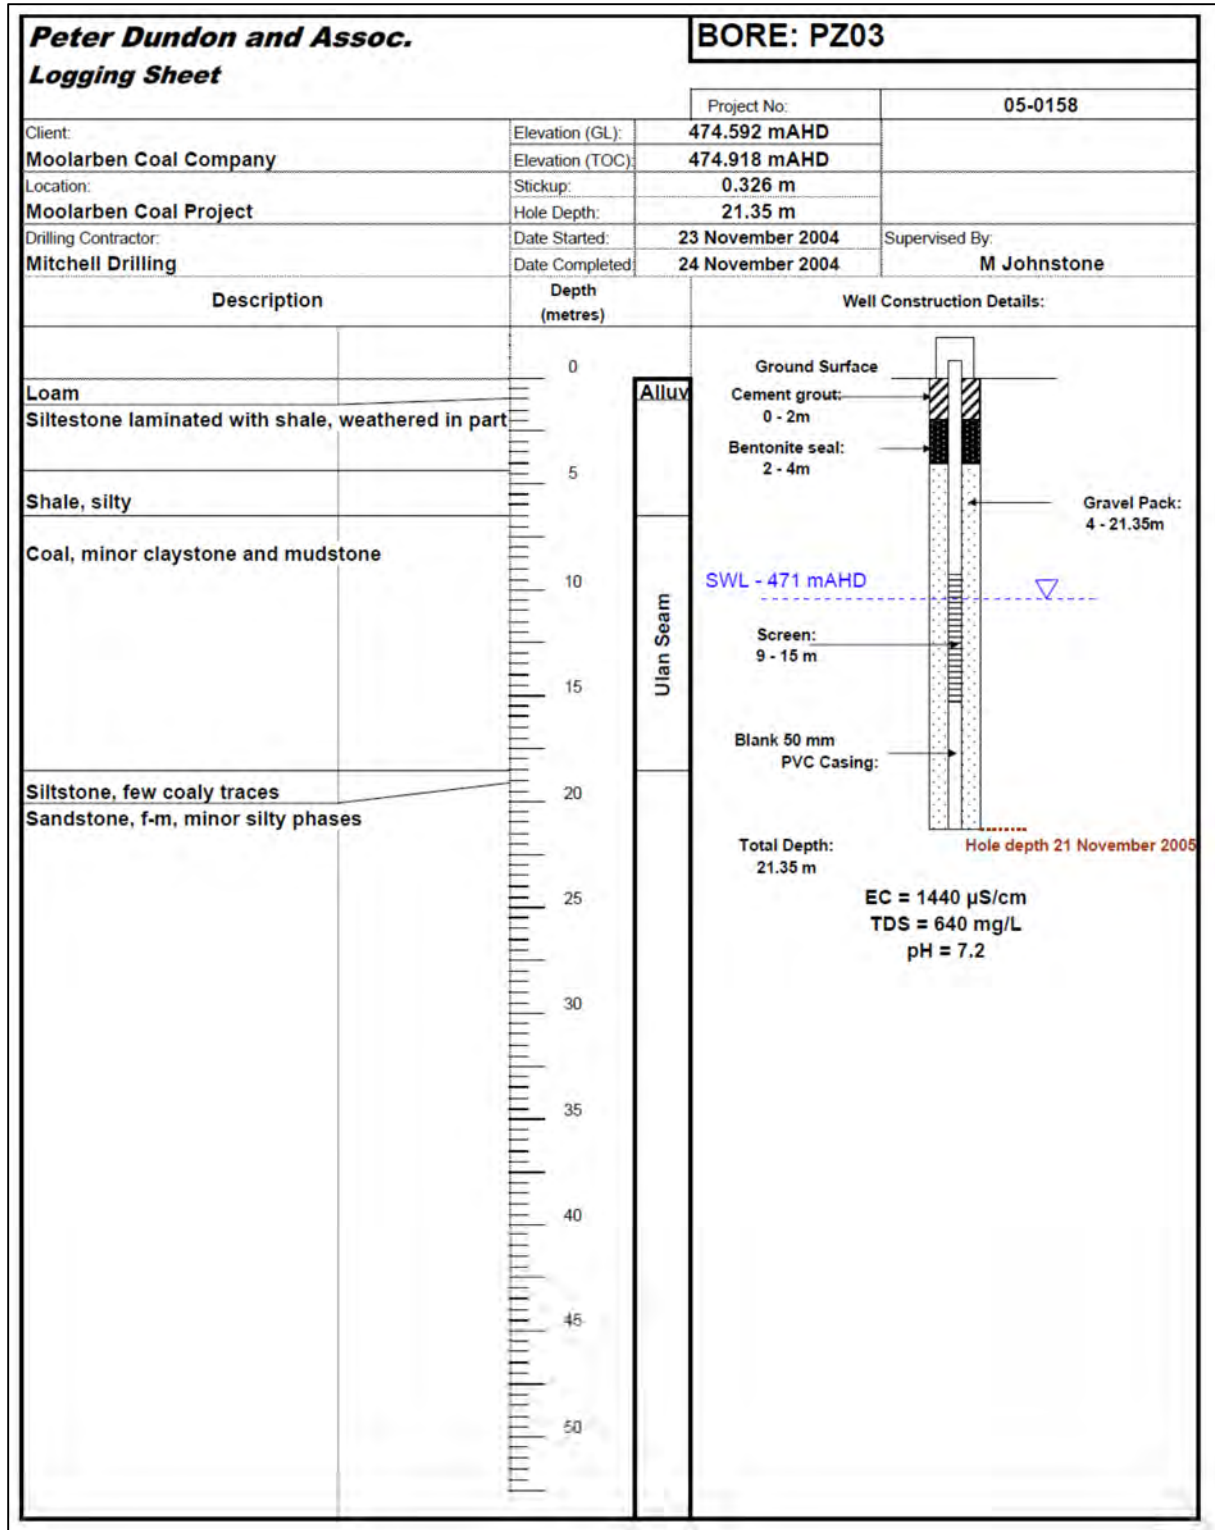 Peter Dundon and Assoc.
Logging Sheet
BORE: PZ03
Project No: 05-0158
Client:
Moolarben Coal Company
Elevation (GL): 474.592 mAHD
Elevation (TOC): 474.918 mAHD
Location:
Moolarben Coal Project
Stickup: 0.326 m
Hole Depth: 21.35 m
Drilling Contractor:
Mitchell Drilling
Date Started: 23 November 2004
Date Completed 24 November 2004
Supervised By:
M Johnstone
Description
Depth
(metres)
Well Construction Details:
Loam
Siltestone laminated with shale, weathered in part
Shale, silty
Coal, minor claystone and mudstone
Siltstone, few coaly traces
Sandstone, f-m, minor silty phases
0
5
10
15
20
25
30
35
40
45
50
Alluv
Ulan Seam
Ground Surface
Cement grout:
0 - 2m
Bentonite seal:
2 - 4m
Gravel Pack:
4 - 21.35m
SWL - 471 mAHD
Screen:
9 - 15 m
Blank 50 mm
PVC Casing:
Total Depth:
21.35 m
Hole depth 21 November 2005
EC = 1440 µS/cm
TDS = 640 mg/L
pH = 7.2